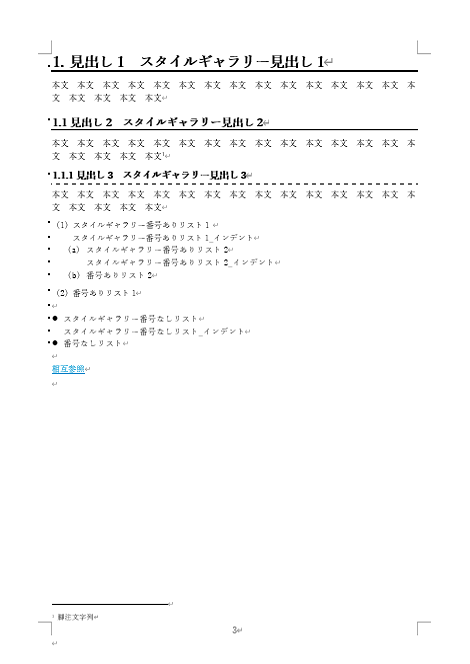 1. 見出し 1　スタイルギャラリー見出し 1
本文　本文　本文　本文　本文　本文　本文　本文　本文　本文　本文　本文　本文　本文　本
文　本文　本文　本文　本文
1.1 見出し 2　スタイルギャラリー見出し 2
本文　本文　本文　本文　本文　本文　本文　本文　本文　本文　本文　本文　本文　本文　本
文　本文　本文　本文　本文¹
1.1.1 見出し 3　スタイルギャラリー見出し 3
本文　本文　本文　本文　本文　本文　本文　本文　本文　本文　本文　本文　本文　本文　本
文　本文　本文　本文　本文
(1) スタイルギャラリー番号ありリスト 1
スタイルギャラリー番号ありリスト 1_インデント
(a) スタイルギャラリー番号ありリスト 2
スタイルギャラリー番号ありリスト 2_インデント
(b) 番号ありリスト 2
(2) 番号ありリスト 1
● スタイルギャラリー番号なしリスト
スタイルギャラリー番号なしリスト_インデント
● 番号なしリスト
相互参照
¹ 脚注文字列
3